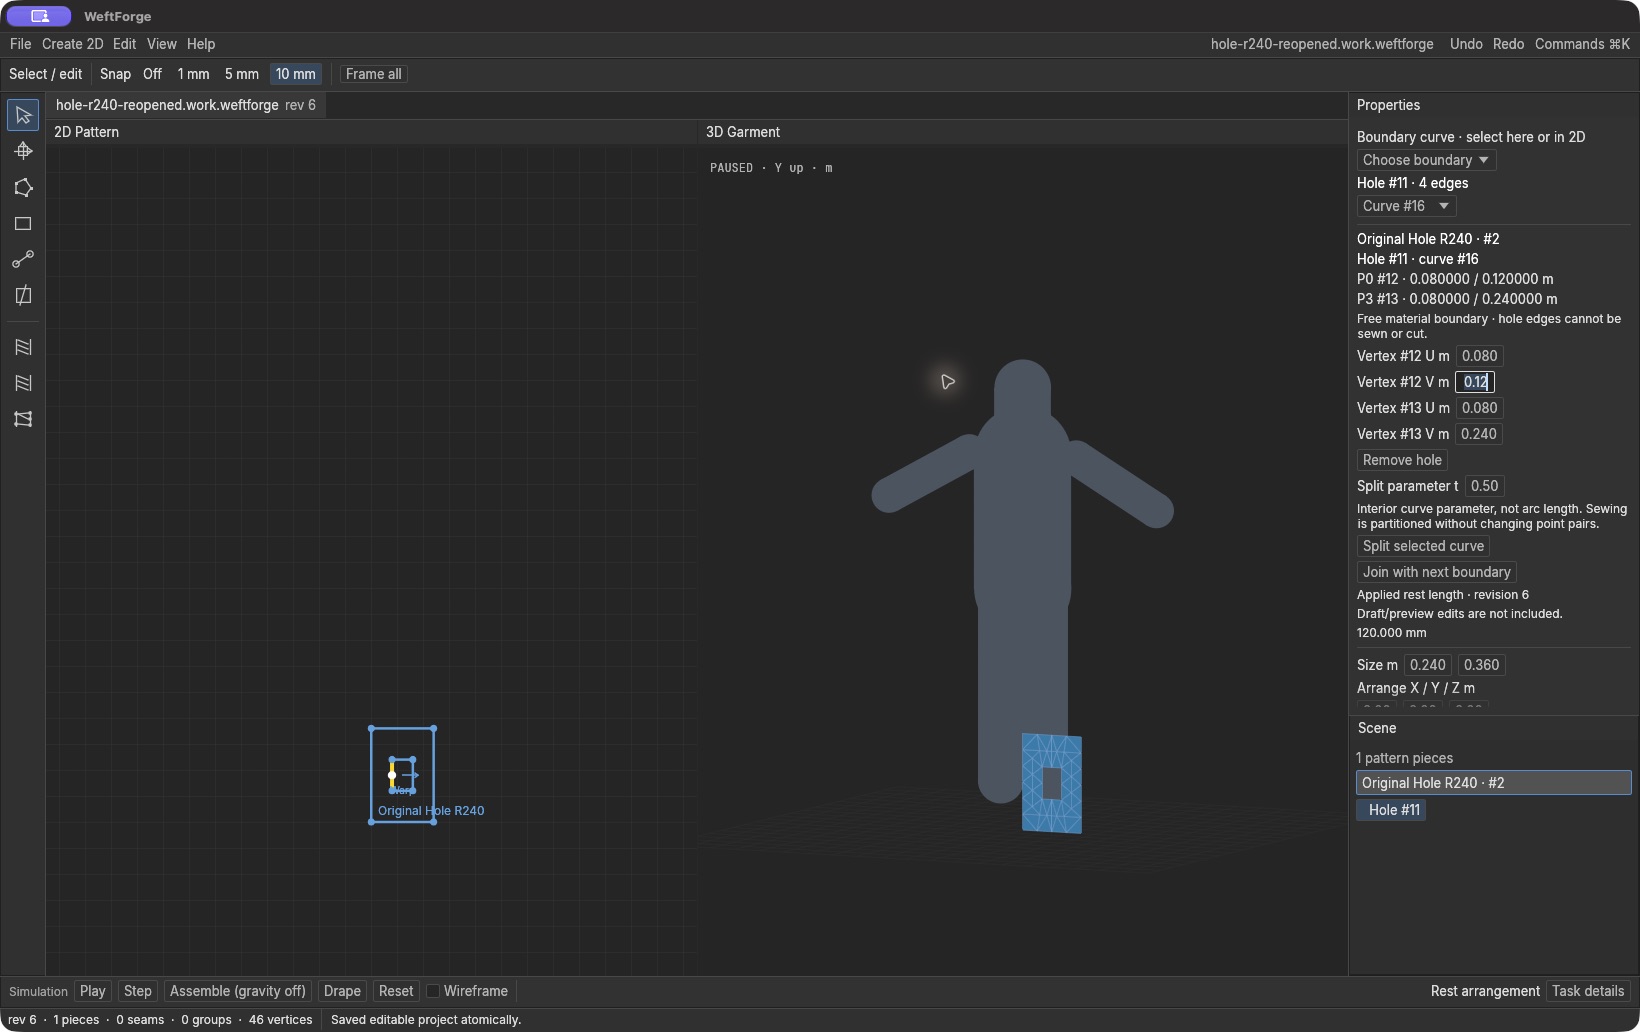 WeftForge
File Create 2D Edit View Help
hole-r240-reopened.work.weftforge Undo Redo Commands ⌘K
Select / edit Snap Off 1 mm 5 mm 10 mm Frame all
hole-r240-reopened.work.weftforge rev 6
2D Pattern
Original Hole R240
3D Garment
PAUSED · Y up · m
Properties
Boundary curve · select here or in 2D
Choose boundary
Hole #11 · 4 edges
Curve #16
Original Hole R240 · #2
Hole #11 · curve #16
P0 #12 · 0.080000 / 0.120000 m
P3 #13 · 0.080000 / 0.240000 m
Free material boundary · hole edges cannot be
sewn or cut.
Vertex #12 U m 0.080
Vertex #12 V m 0.12
Vertex #13 U m 0.080
Vertex #13 V m 0.240
Remove hole
Split parameter t 0.50
Interior curve parameter, not arc length. Sewing
is partitioned without changing point pairs.
Split selected curve
Join with next boundary
Applied rest length · revision 6
Draft/preview edits are not included.
120.000 mm
Size m 0.240 0.360
Arrange X / Y / Z m
Scene
1 pattern pieces
Original Hole R240 · #2
Hole #11
Simulation Play Step Assemble (gravity off) Drape Reset Wireframe
Rest arrangement Task details
rev 6 · 1 pieces · 0 seams · 0 groups · 46 vertices Saved editable project atomically.